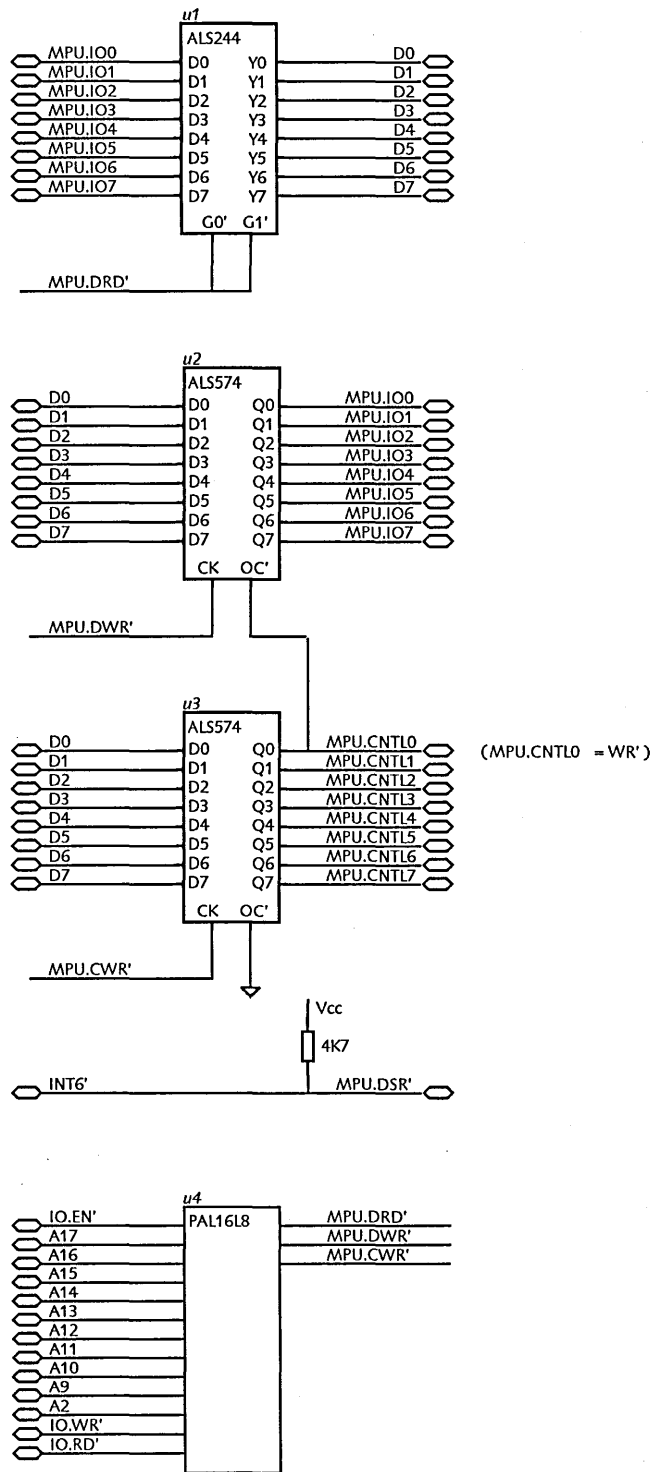 u1
ALS244
MPU.IO0 D0 Y0 D0
MPU.IO1 D1 Y1 D1
MPU.IO2 D2 Y2 D2
MPU.IO3 D3 Y3 D3
MPU.IO4 D4 Y4 D4
MPU.IO5 D5 Y5 D5
MPU.IO6 D6 Y6 D6
MPU.IO7 D7 Y7 D7
G0' G1'
MPU.DRD'
u2
ALS574
D0 D0 Q0 MPU.IO0
D1 D1 Q1 MPU.IO1
D2 D2 Q2 MPU.IO2
D3 D3 Q3 MPU.IO3
D4 D4 Q4 MPU.IO4
D5 D5 Q5 MPU.IO5
D6 D6 Q6 MPU.IO6
D7 D7 Q7 MPU.IO7
CK OC'
MPU.DWR'
u3
ALS574
D0 D0 Q0 MPU.CNTL0 (MPU.CNTL0 = WR')
D1 D1 Q1 MPU.CNTL1
D2 D2 Q2 MPU.CNTL2
D3 D3 Q3 MPU.CNTL3
D4 D4 Q4 MPU.CNTL4
D5 D5 Q5 MPU.CNTL5
D6 D6 Q6 MPU.CNTL6
D7 D7 Q7 MPU.CNTL7
CK OC'
MPU.CWR'
Vcc
4K7
INT6' MPU.DSR'
u4
IO.EN' PAL16L8 MPU.DRD'
A17 MPU.DWR'
A16 MPU.CWR'
A15
A14
A13
A12
A11
A10
A9
A2
IO.WR'
IO.RD'